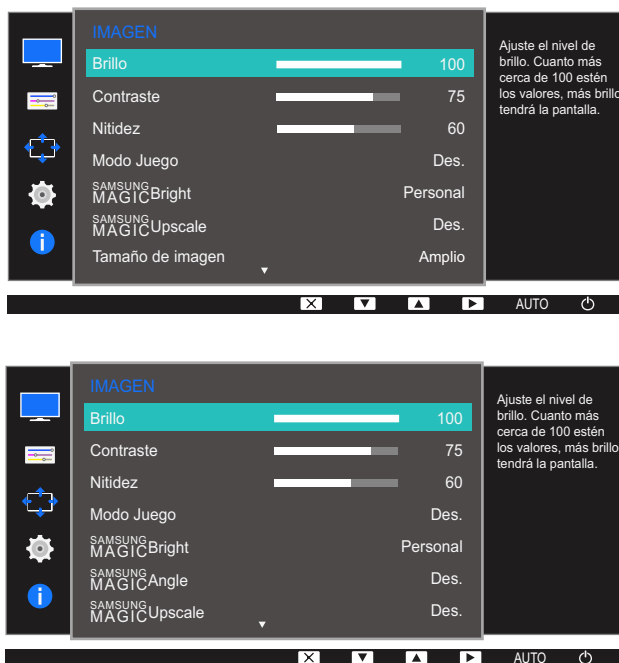 IMAGEN
Brillo 100
Contraste 75
Nitidez 60
Modo Juego Des.
SAMSUNG
MAGICBright Personal
SAMSUNG
MAGICUpscale Des.
Tamaño de imagen Amplio
Ajuste el nivel de
brillo. Cuanto más
cerca de 100 estén
los valores, más brillo
tendrá la pantalla.
AUTO
IMAGEN
Brillo 100
Contraste 75
Nitidez 60
Modo Juego Des.
SAMSUNG
MAGICBright Personal
SAMSUNG
MAGICAngle Des.
SAMSUNG
MAGICUpscale Des.
Ajuste el nivel de
brillo. Cuanto más
cerca de 100 estén
los valores, más brillo
tendrá la pantalla.
AUTO